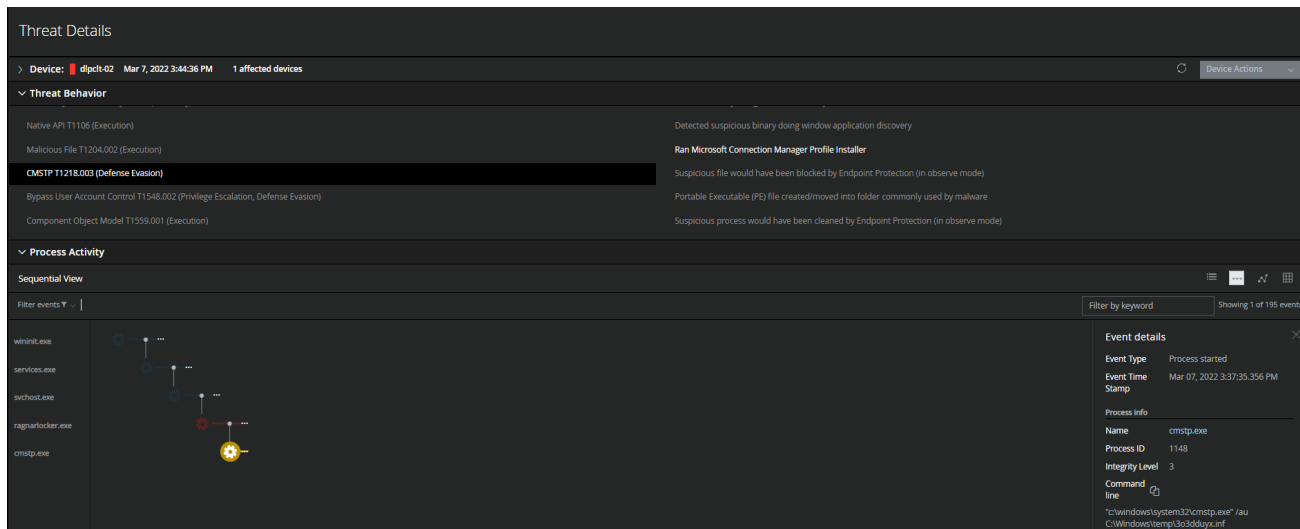 Threat Details
Device: dlpclt-02 Mar 7, 2022 3:44:36 PM 1 affected devices
Device Actions
Threat Behavior
Native API T1106 (Execution)
Detected suspicious binary doing window application discovery
Malicious File T1204.002 (Execution)
Ran Microsoft Connection Manager Profile Installer
CMSTP T1218.003 (Defense Evasion)
Suspicious file would have been blocked by Endpoint Protection (in observe mode)
Bypass User Account Control T1548.002 (Privilege Escalation, Defense Evasion)
Portable Executable (PE) file created/moved into folder commonly used by malware
Component Object Model T1559.001 (Execution)
Suspicious process would have been cleaned by Endpoint Protection (in observe mode)
Process Activity
Sequential View
Filter events
Filter by keyword
Showing 1 of 195 events
wininit.exe
services.exe
svchost.exe
ragnarlocker.exe
cmstp.exe
Event details
Event Type Process started
Event Time Mar 07, 2022 3:37:35.356 PM
Stamp
Process info
Name cmstp.exe
Process ID 1148
Integrity Level 3
Command
line
"c:\windows\system32\cmstp.exe" /au
C:\Windows\temp\3o3dduyx.inf